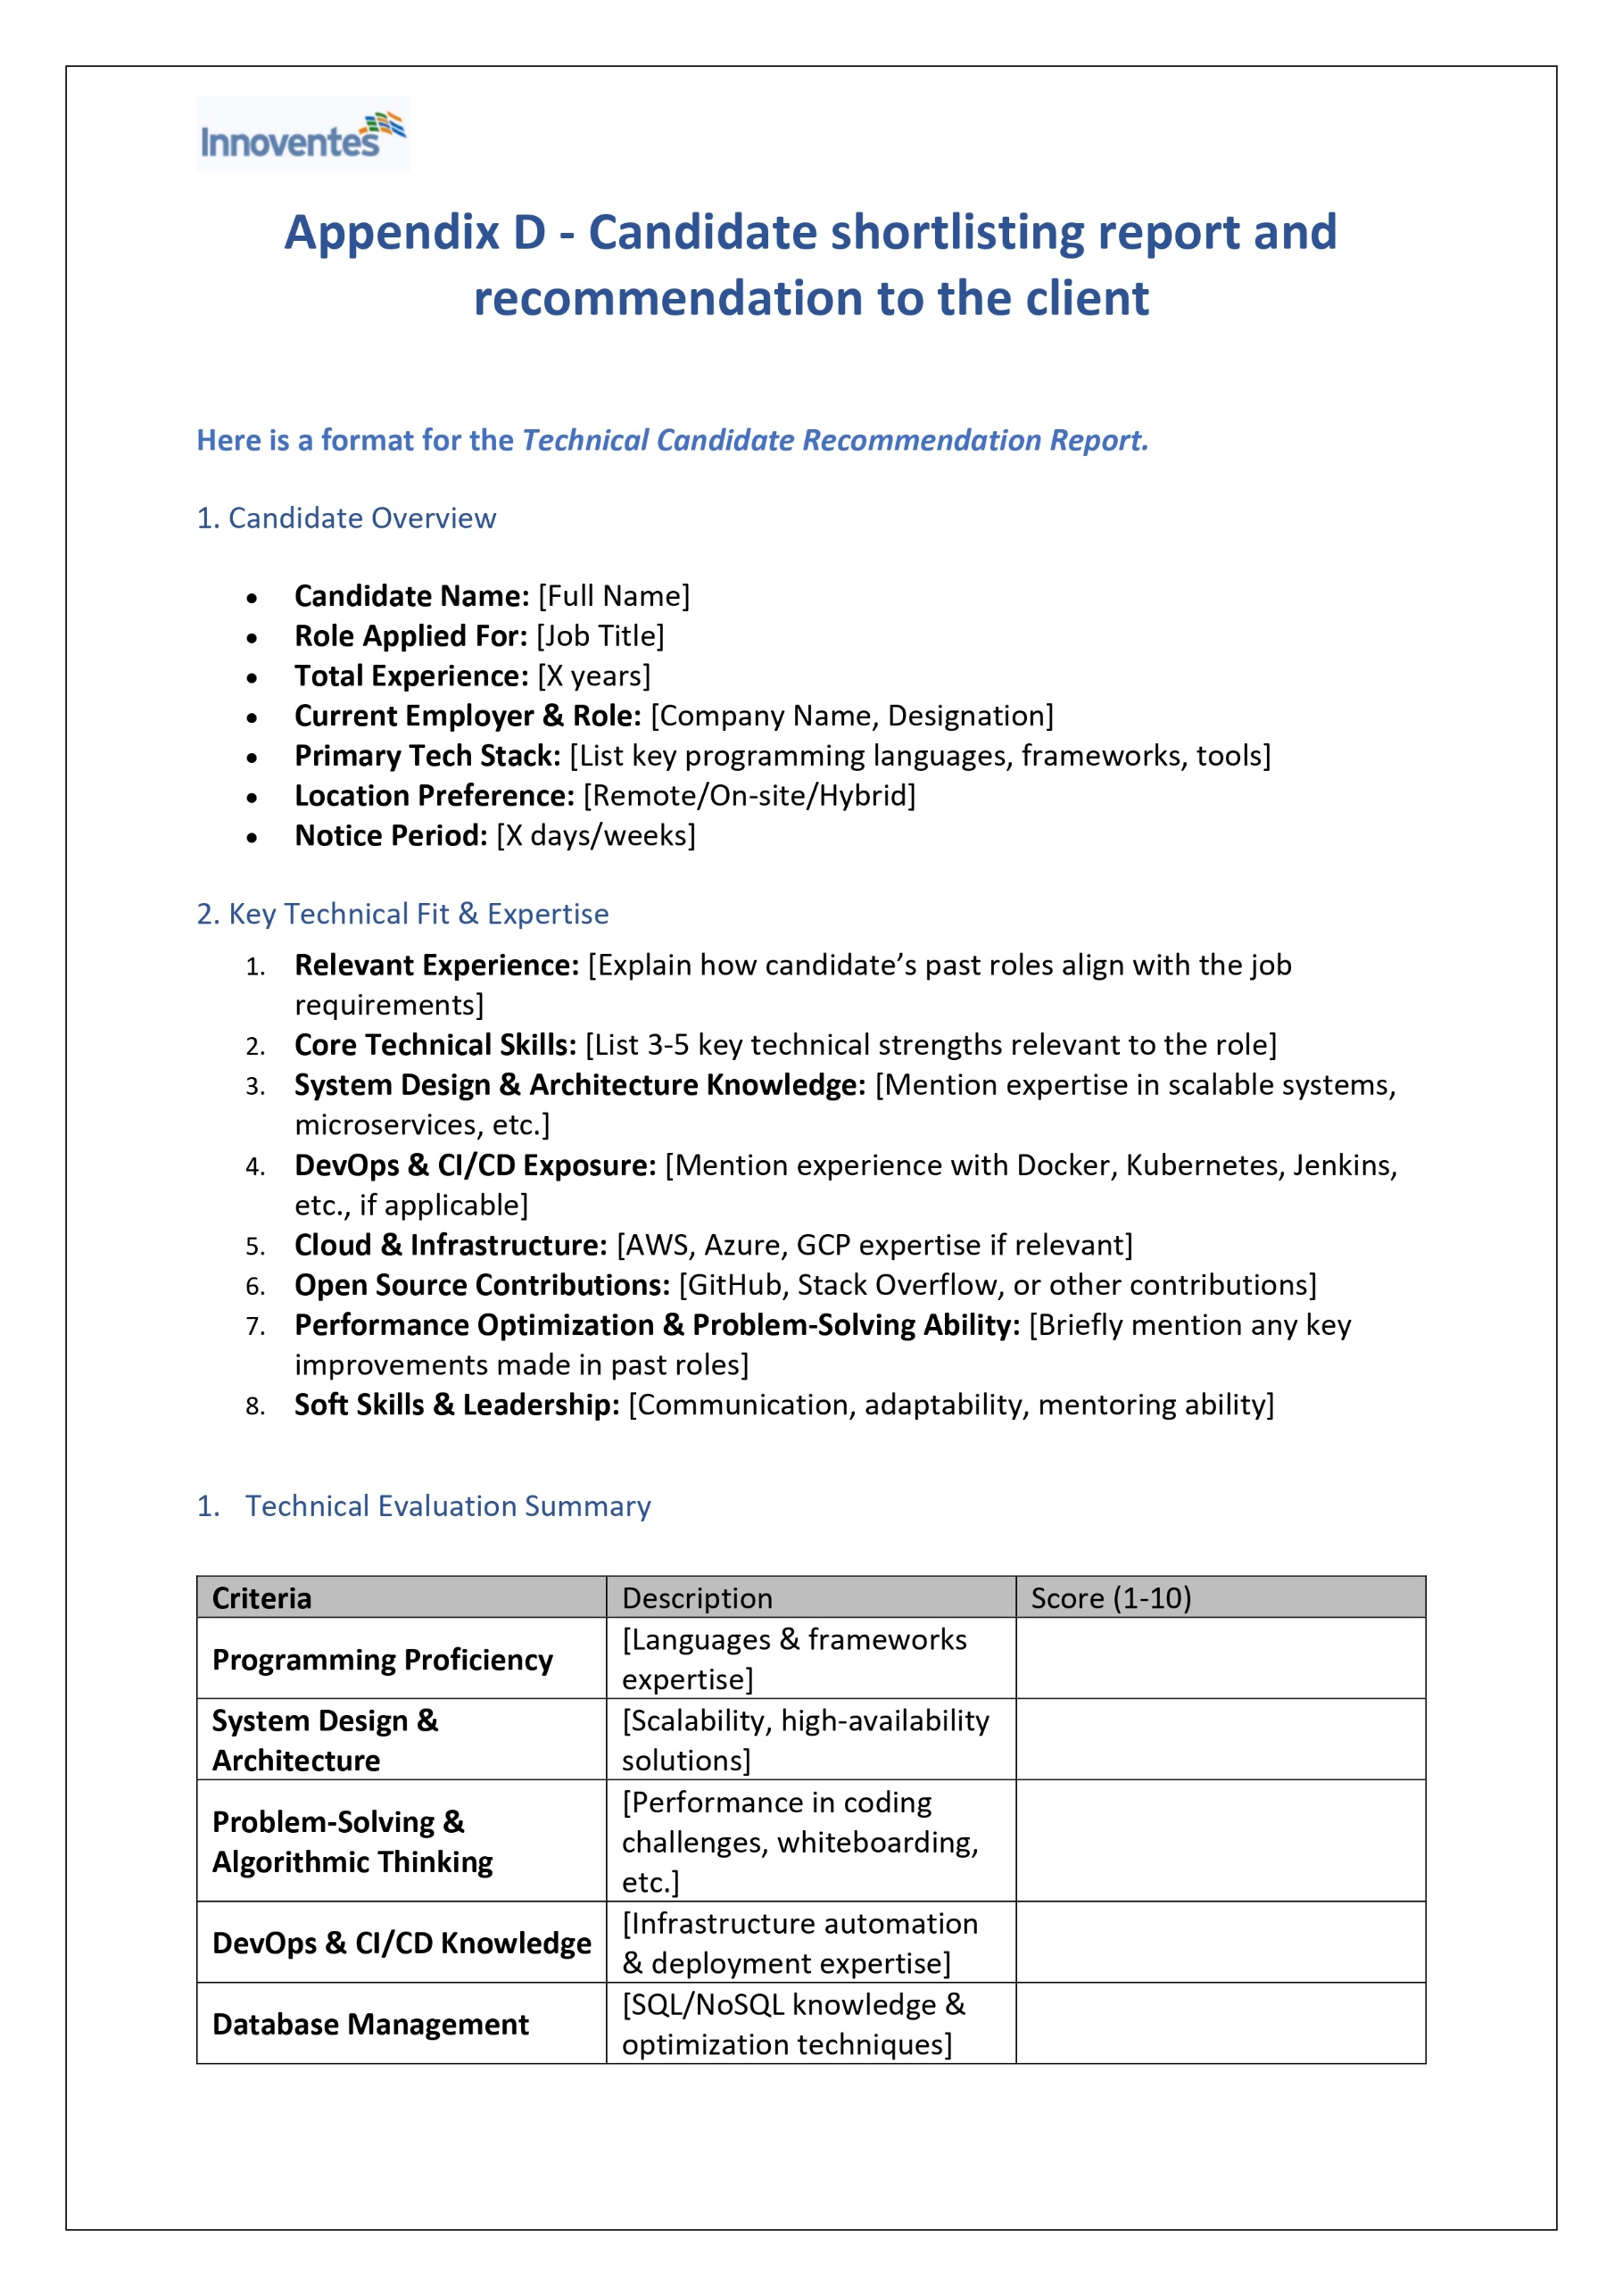 Innoventes
Appendix D - Candidate shortlisting report and
recommendation to the client
Here is a format for the Technical Candidate Recommendation Report.
1. Candidate Overview
• Candidate Name: [Full Name]
• Role Applied For: [Job Title]
• Total Experience: [X years]
• Current Employer & Role: [Company Name, Designation]
• Primary Tech Stack: [List key programming languages, frameworks, tools]
• Location Preference: [Remote/On-site/Hybrid]
• Notice Period: [X days/weeks]
2. Key Technical Fit & Expertise
1. Relevant Experience: [Explain how candidate’s past roles align with the job
requirements]
2. Core Technical Skills: [List 3-5 key technical strengths relevant to the role]
3. System Design & Architecture Knowledge: [Mention expertise in scalable systems,
microservices, etc.]
4. DevOps & CI/CD Exposure: [Mention experience with Docker, Kubernetes, Jenkins,
etc., if applicable]
5. Cloud & Infrastructure: [AWS, Azure, GCP expertise if relevant]
6. Open Source Contributions: [GitHub, Stack Overflow, or other contributions]
7. Performance Optimization & Problem-Solving Ability: [Briefly mention any key
improvements made in past roles]
8. Soft Skills & Leadership: [Communication, adaptability, mentoring ability]
1. Technical Evaluation Summary
Criteria Description Score (1-10)
Programming Proficiency
[Languages & frameworks
expertise]
System Design &
Architecture
[Scalability, high-availability
solutions]
Problem-Solving &
Algorithmic Thinking
[Performance in coding
challenges, whiteboarding,
etc.]
DevOps & CI/CD Knowledge
[Infrastructure automation
& deployment expertise]
Database Management
[SQL/NoSQL knowledge &
optimization techniques]